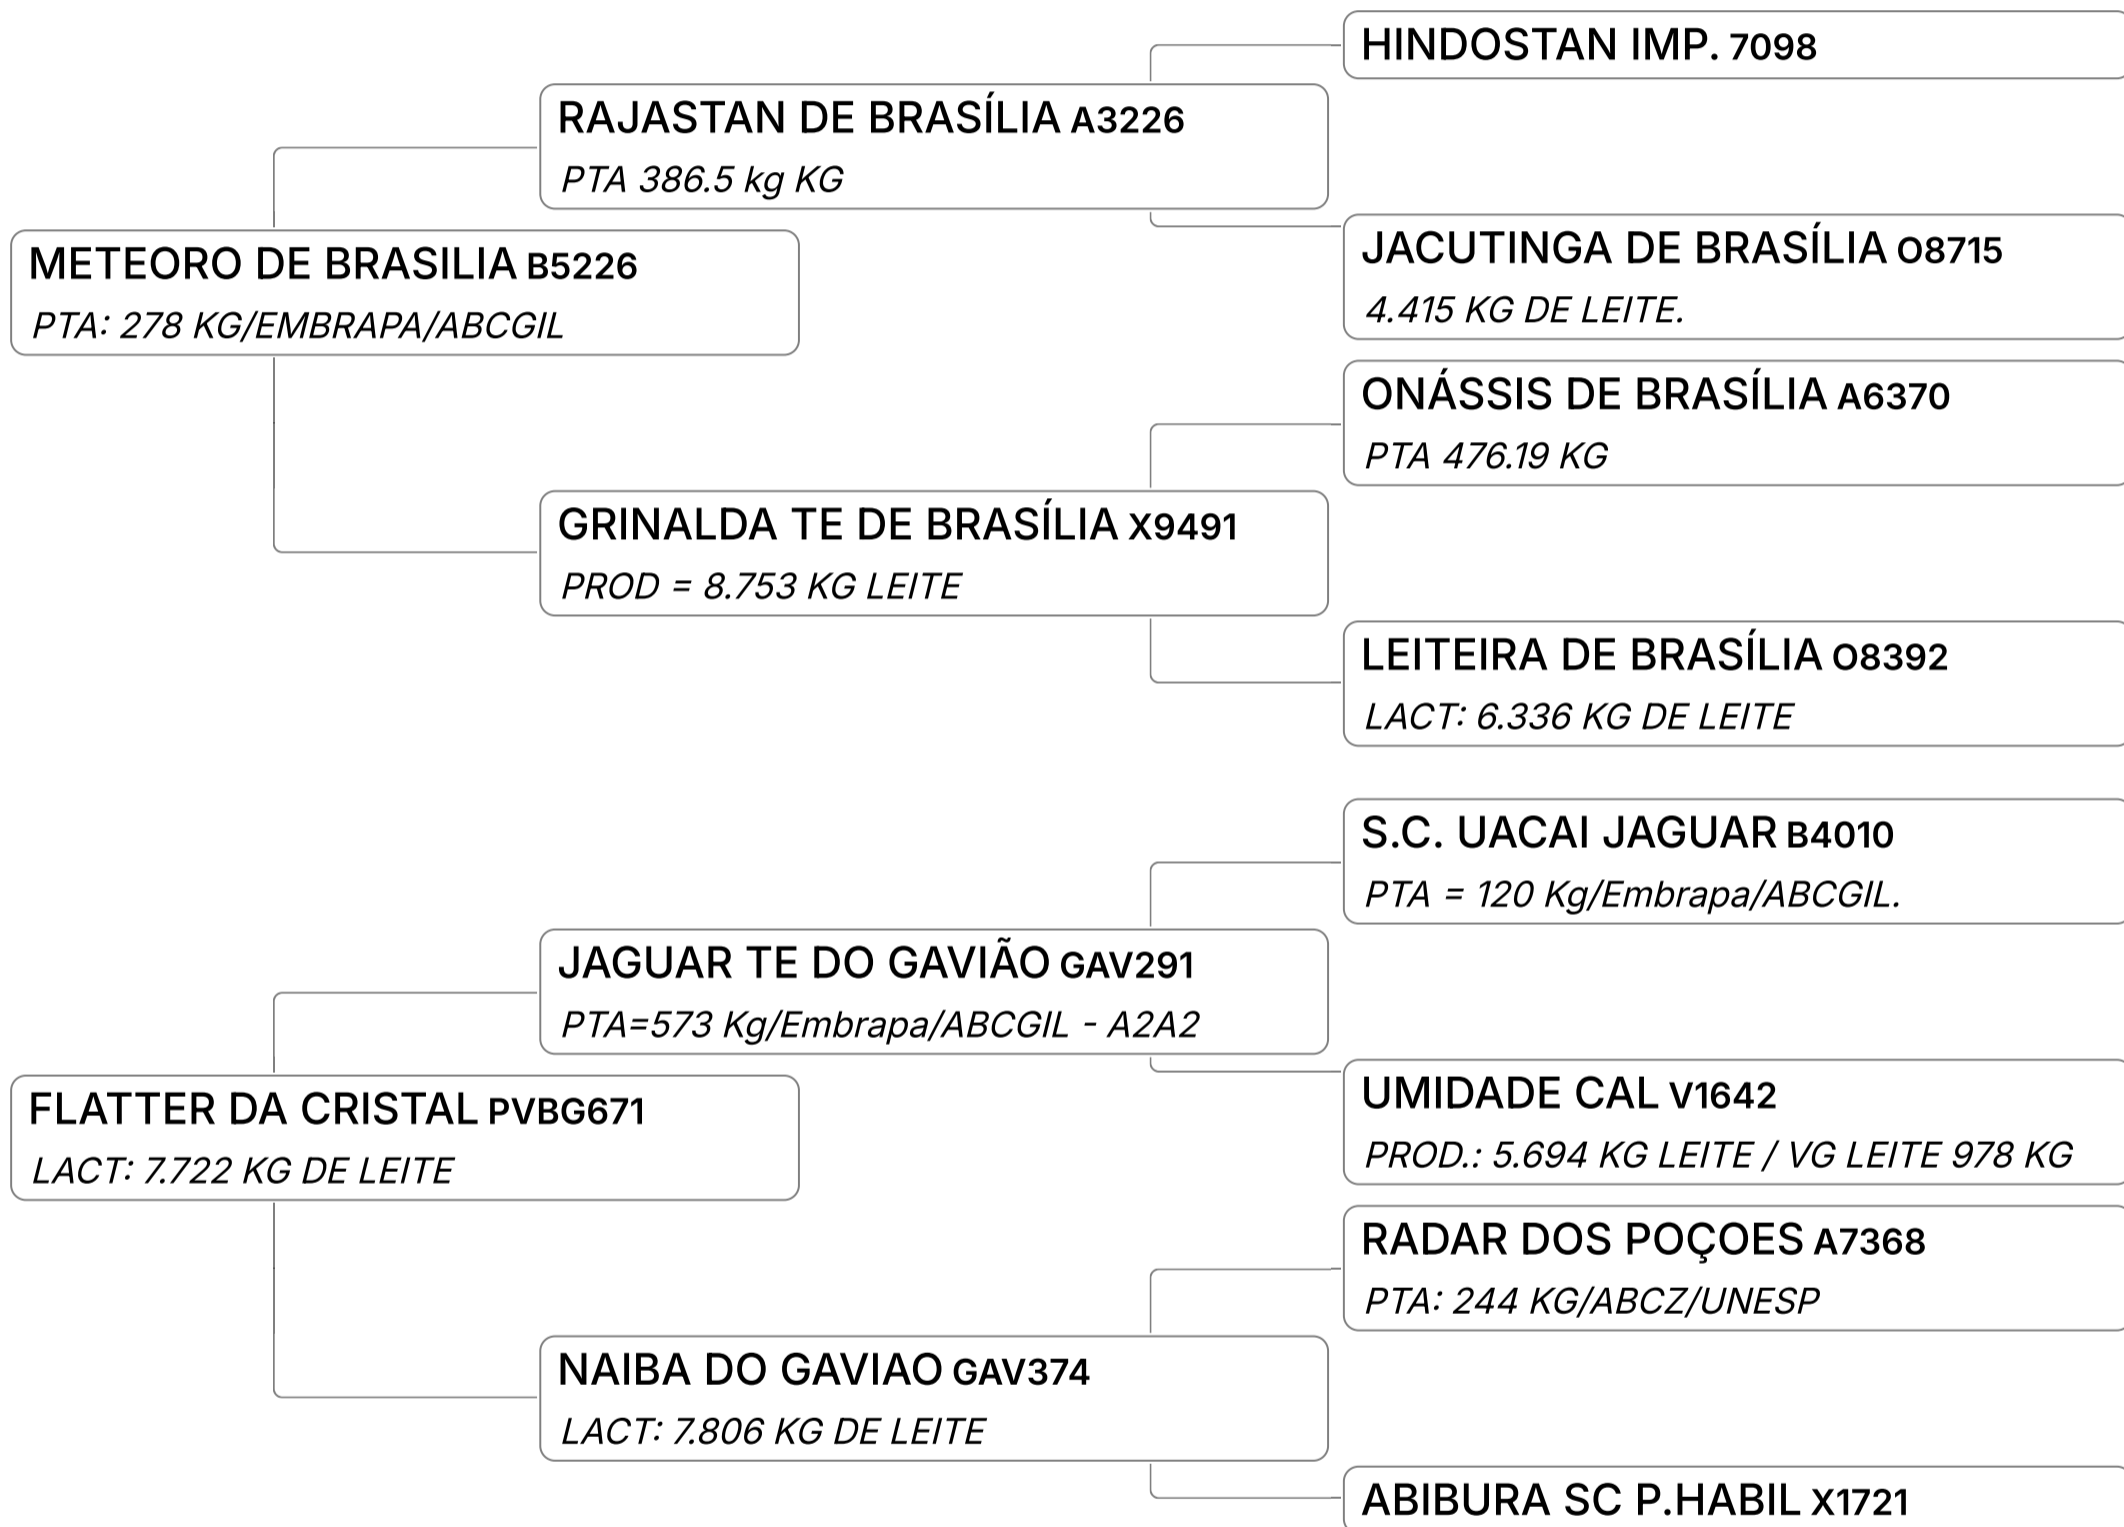 HINDOSTAN IMP. 7098
RAJASTAN DE BRASÍLIA A3226
PTA 386.5 kg KG
JACUTINGA DE BRASÍLIA O8715
4.415 KG DE LEITE.
METEORO DE BRASILIA B5226
PTA: 278 KG/EMBRAPA/ABCGIL
ONÁSSIS DE BRASÍLIA A6370
PTA 476.19 KG
GRINALDA TE DE BRASÍLIA X9491
PROD = 8.753 KG LEITE
LEITEIRA DE BRASÍLIA O8392
LACT: 6.336 KG DE LEITE
S.C. UACAI JAGUAR B4010
PTA = 120 Kg/Embrapa/ABCGIL.
JAGUAR TE DO GAVIÃO GAV291
PTA=573 Kg/Embrapa/ABCGIL - A2A2
UMIDADE CAL V1642
PROD.: 5.694 KG LEITE / VG LEITE 978 KG
FLATTER DA CRISTAL PVBG671
LACT: 7.722 KG DE LEITE
RADAR DOS POÇOES A7368
PTA: 244 KG/ABCZ/UNESP
NAIBA DO GAVIAO GAV374
LACT: 7.806 KG DE LEITE
ABIBURA SC P.HABIL X1721